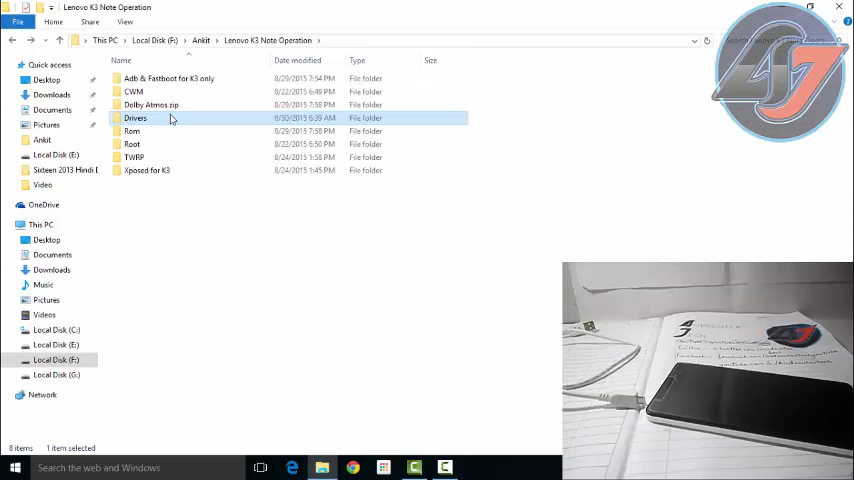 Lenovo K3 Note Operation
File
Home
Share
View
This PC
Local Disk (F:)
Ankit
Lenovo K3 Note Operation
Name
Date modified
Type
Size
Adb & Fastboot for K3 only
8/29/2015 7:54 PM
File folder
CWM
8/22/2015 6:49 PM
File folder
Dolby Atmos zip
8/29/2015 7:58 PM
File folder
Drivers
8/30/2015 6:39 AM
File folder
Rom
8/29/2015 7:58 PM
File folder
Root
8/22/2015 6:50 PM
File folder
TWRP
8/24/2015 1:58 PM
File folder
Xposed for K3
8/24/2015 1:45 PM
File folder
Quick access
Desktop
Downloads
Documents
Pictures
Ankit
Local Disk (E:)
Sixteen 2013 Hindi
Video
OneDrive
This PC
Desktop
Documents
Downloads
Music
Pictures
Videos
Local Disk (C:)
Local Disk (E:)
Local Disk (F:)
Local Disk (G:)
Network
8 items
1 item selected
Search the web and Windows